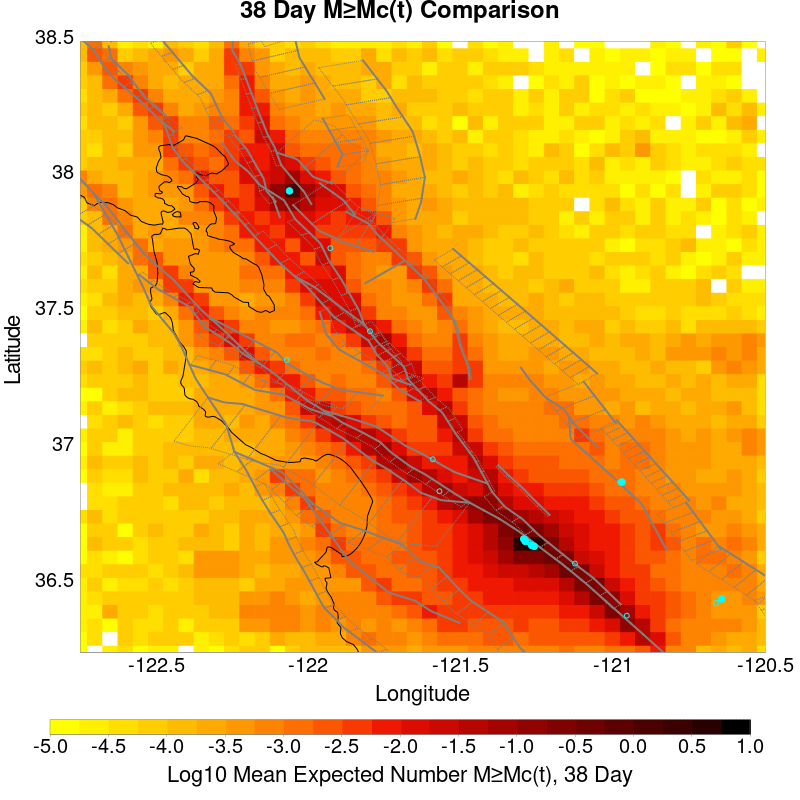 38 Day M≥Mc(t) Comparison
38.5
38
37.5
37
36.5
Latitude
-122.5 -122 -121.5 -121 -120.5
Longitude
-5.0 -4.5 -4.0 -3.5 -3.0 -2.5 -2.0 -1.5 -1.0 -0.5 0.0 0.5 1.0
Log10 Mean Expected Number M≥Mc(t), 38 Day